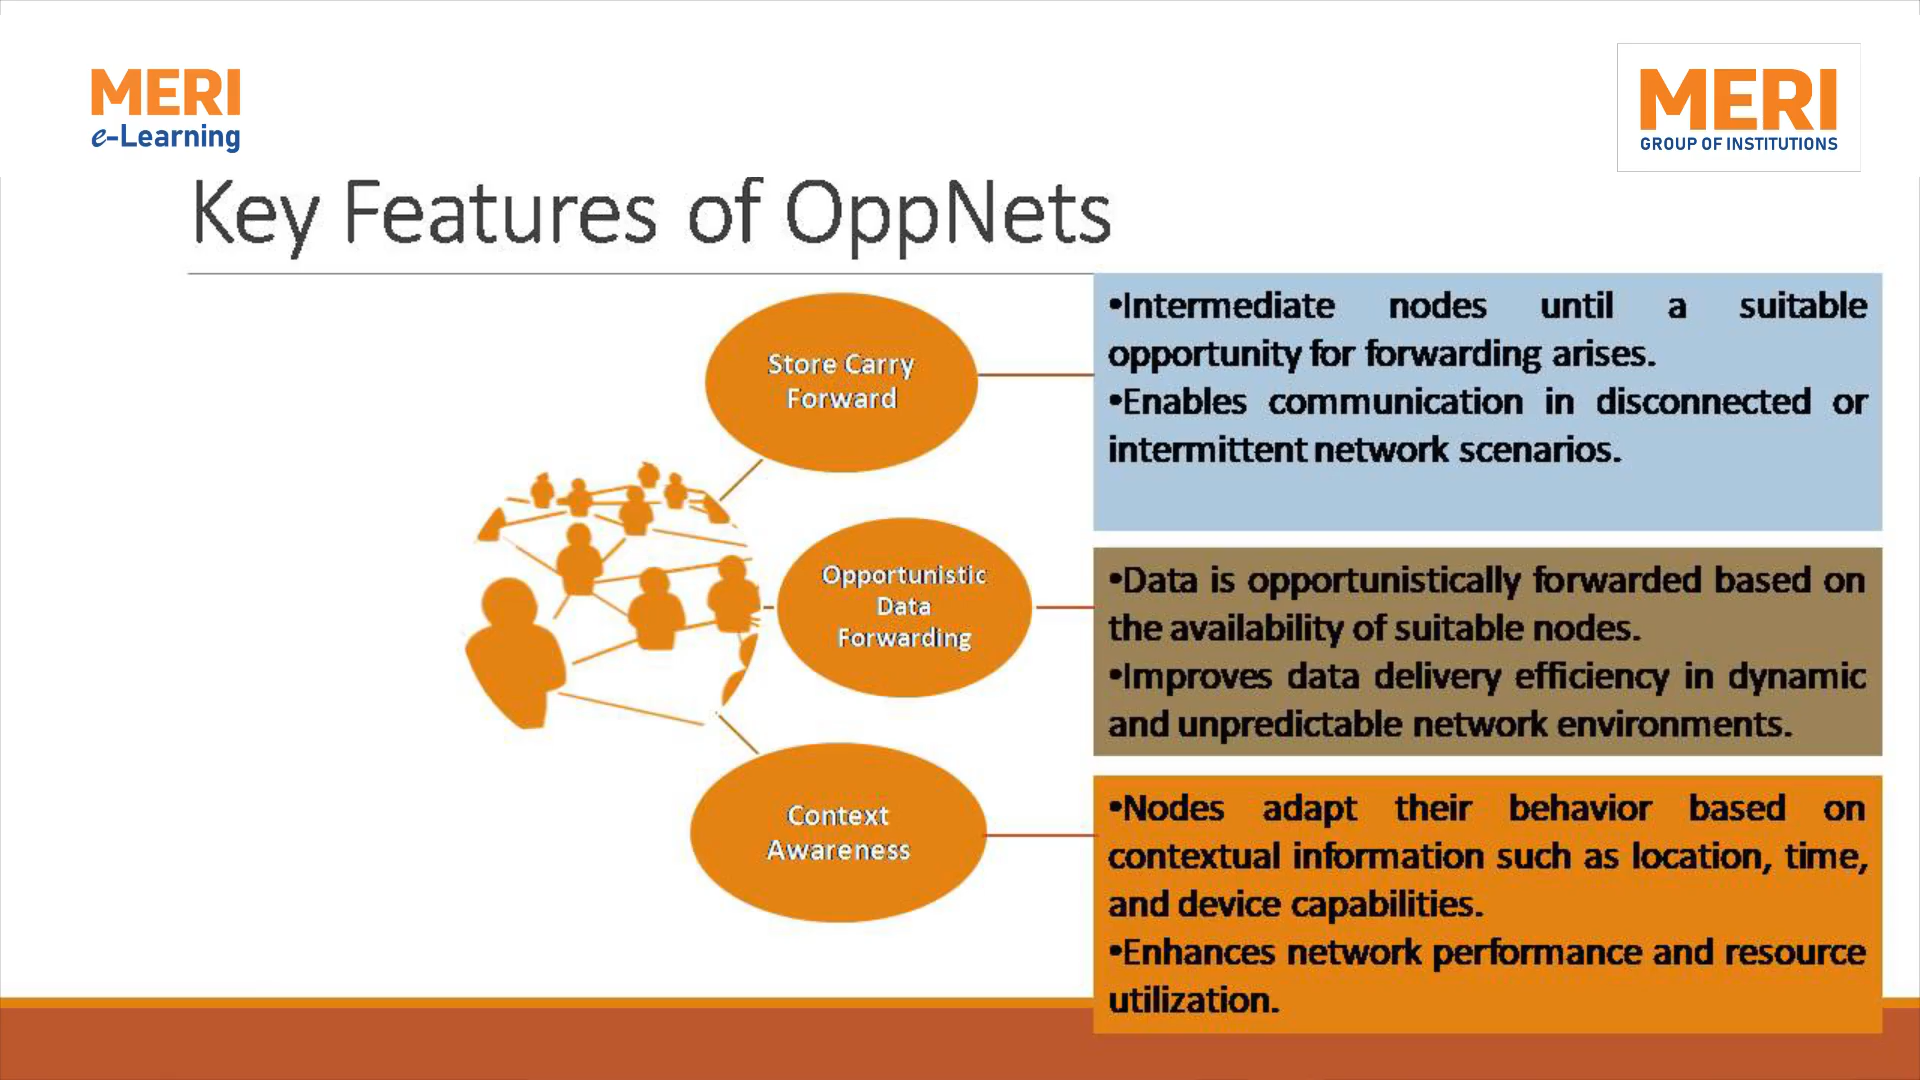 MERI
e-Learning
MERI
GROUP OF INSTITUTIONS
Key Features of OppNets
Store Carry
Forward
•Intermediate nodes until a suitable
opportunity for forwarding arises.
•Enables communication in disconnected or
intermittent network scenarios.
Opportunistic
Data
Forwarding
•Data is opportunistically forwarded based on
the availability of suitable nodes.
•Improves data delivery efficiency in dynamic
and unpredictable network environments.
Context
Awareness
•Nodes adapt their behavior based on
contextual information such as location, time,
and device capabilities.
•Enhances network performance and resource
utilization.